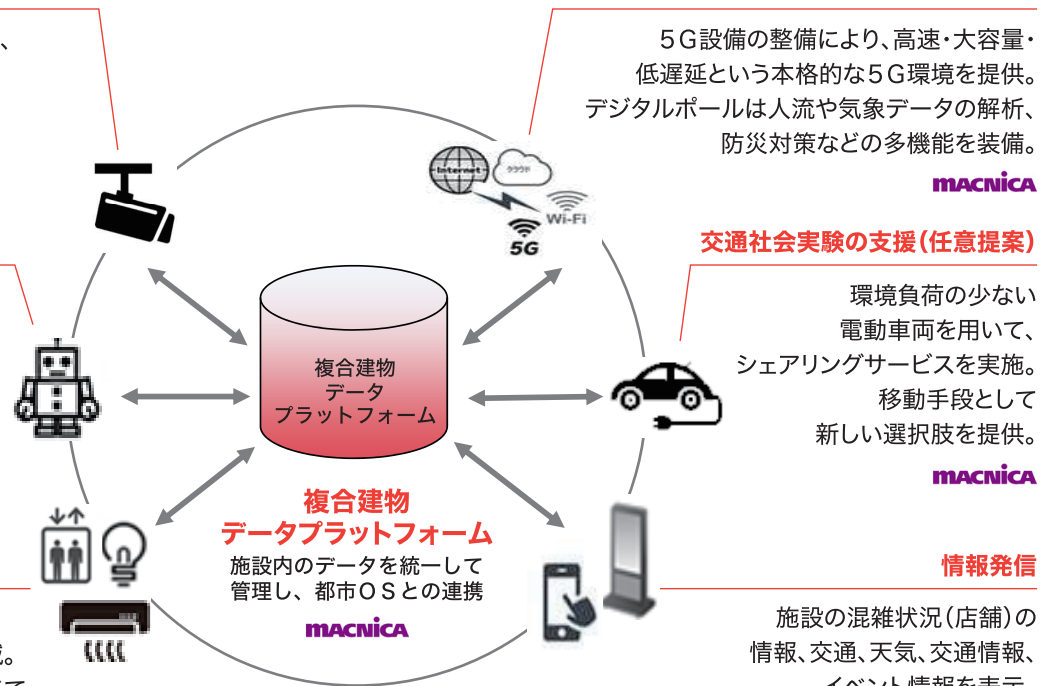 、
5G設備の整備により、高速・大容量・
低遅延という本格的な5G環境を提供。
デジタルポールは人流や気象データの解析、
防災対策などの多機能を装備。
macnica
Internet
クラウド
Wi-Fi
5G
交通社会実験の支援(任意提案)
環境負荷の少ない
電動車両を用いて、
シェアリングサービスを実施。
移動手段として
新しい選択肢を提供。
macnica
複合建物
データ
プラットフォーム
複合建物
データプラットフォーム
施設内のデータを統一して
管理し、都市OSとの連携
macnica
情報発信
施設の混雑状況(店舗)の
情報、交通、天気、交通情報、
イベント情報を表示。